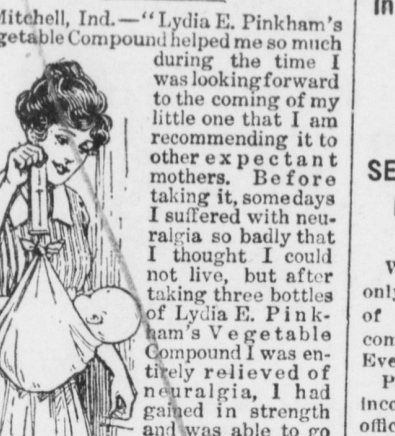 Mitchell, Ind.—“Lydia E. Pinkham's
getable Compound helped me so much
during the time I
was looking forward
to the coming of my
little one that I am
recommending it to
other expectant
mothers. Before
taking it, some days
I suffered with neu-
ralgia so badly that
I thought I could
not live, but after
taking three bottles
of Lydia E. Pink-
ham's Vegetable
Compound I was en-
tirely relieved of
neuralgia, I had
gained in strength
and was able to go
in
SE
W
only
of
con
Eve
P
inco
offic